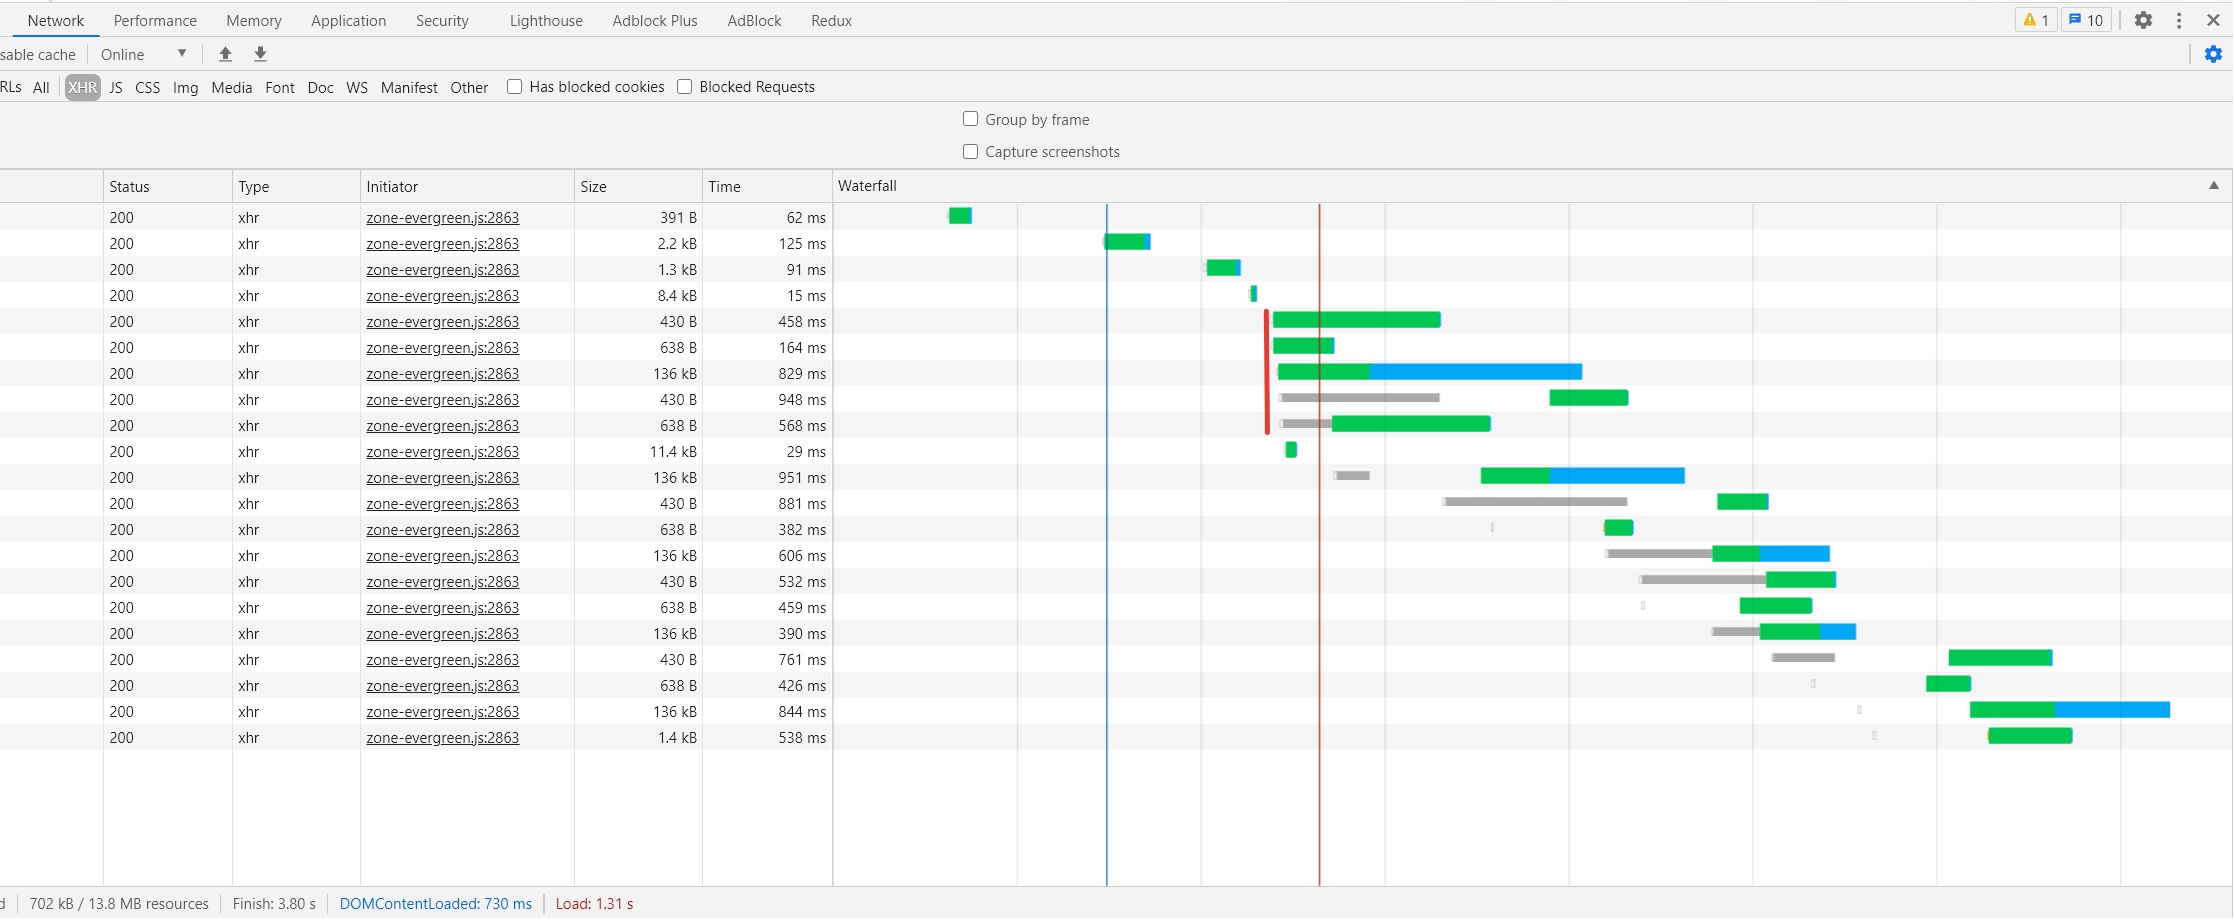 Network Performance Memory Application Security Lighthouse Adblock Plus AdBlock Redux 1 10
sable cache Online
RLs All XHR JS CSS Img Media Font Doc WS Manifest Other Has blocked cookies Blocked Requests
Group by frame
Capture screenshots
Status Type Initiator Size Time Waterfall
200 xhr zone-evergreen.js:2863 391 B 62 ms
200 xhr zone-evergreen.js:2863 2.2 kB 125 ms
200 xhr zone-evergreen.js:2863 1.3 kB 91 ms
200 xhr zone-evergreen.js:2863 8.4 kB 15 ms
200 xhr zone-evergreen.js:2863 430 B 458 ms
200 xhr zone-evergreen.js:2863 638 B 164 ms
200 xhr zone-evergreen.js:2863 136 kB 829 ms
200 xhr zone-evergreen.js:2863 430 B 948 ms
200 xhr zone-evergreen.js:2863 638 B 568 ms
200 xhr zone-evergreen.js:2863 11.4 kB 29 ms
200 xhr zone-evergreen.js:2863 136 kB 951 ms
200 xhr zone-evergreen.js:2863 430 B 881 ms
200 xhr zone-evergreen.js:2863 638 B 382 ms
200 xhr zone-evergreen.js:2863 136 kB 606 ms
200 xhr zone-evergreen.js:2863 430 B 532 ms
200 xhr zone-evergreen.js:2863 638 B 459 ms
200 xhr zone-evergreen.js:2863 136 kB 390 ms
200 xhr zone-evergreen.js:2863 430 B 761 ms
200 xhr zone-evergreen.js:2863 638 B 426 ms
200 xhr zone-evergreen.js:2863 136 kB 844 ms
200 xhr zone-evergreen.js:2863 1.4 kB 538 ms
d 702 kB / 13.8 MB resources Finish: 3.80 s DOMContentLoaded: 730 ms Load: 1.31 s